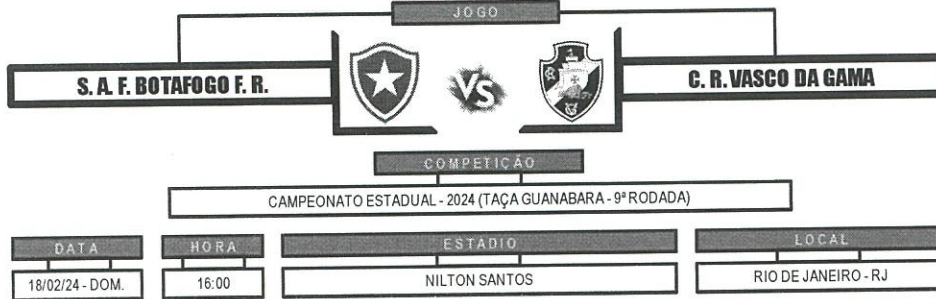 JOGO
S. A. F. BOTAFOGO F. R.
VS
C. R. VASCO DA GAMA
COMPETIÇÃO
CAMPEONATO ESTADUAL - 2024 (TAÇA GUANABARA - 9ª RODADA)
DATA HORA ESTÁDIO LOCAL
18/02/24 - DOM. 16:00 NILTON SANTOS RIO DE JANEIRO - RJ